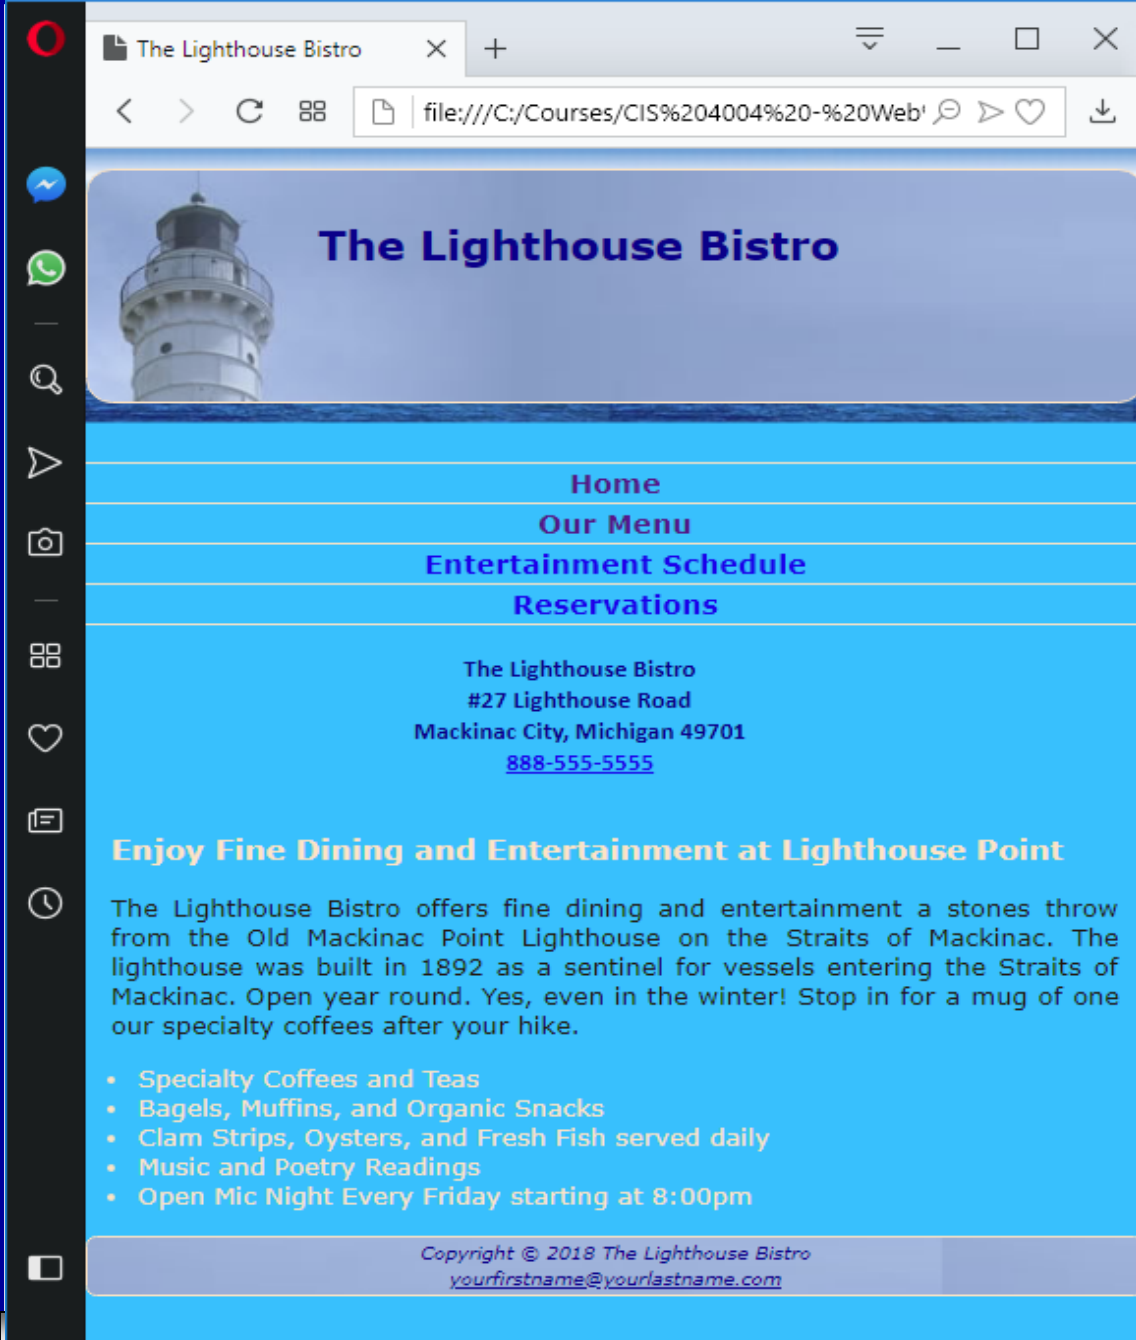 The Lighthouse Bistro
file:///C:/Courses/CIS%204004%20-%20Web
The Lighthouse Bistro
Home
Our Menu
Entertainment Schedule
Reservations
The Lighthouse Bistro
#27 Lighthouse Road
Mackinac City, Michigan 49701
888-555-5555
Enjoy Fine Dining and Entertainment at Lighthouse Point
The Lighthouse Bistro offers fine dining and entertainment a stones throw
from the Old Mackinac Point Lighthouse on the Straits of Mackinac. The
lighthouse was built in 1892 as a sentinel for vessels entering the Straits of
Mackinac. Open year round. Yes, even in the winter! Stop in for a mug of one
our specialty coffees after your hike.
• Specialty Coffees and Teas
• Bagels, Muffins, and Organic Snacks
• Clam Strips, Oysters, and Fresh Fish served daily
• Music and Poetry Readings
• Open Mic Night Every Friday starting at 8:00pm
Copyright © 2018 The Lighthouse Bistro
yourfirstname@yourlastname.com